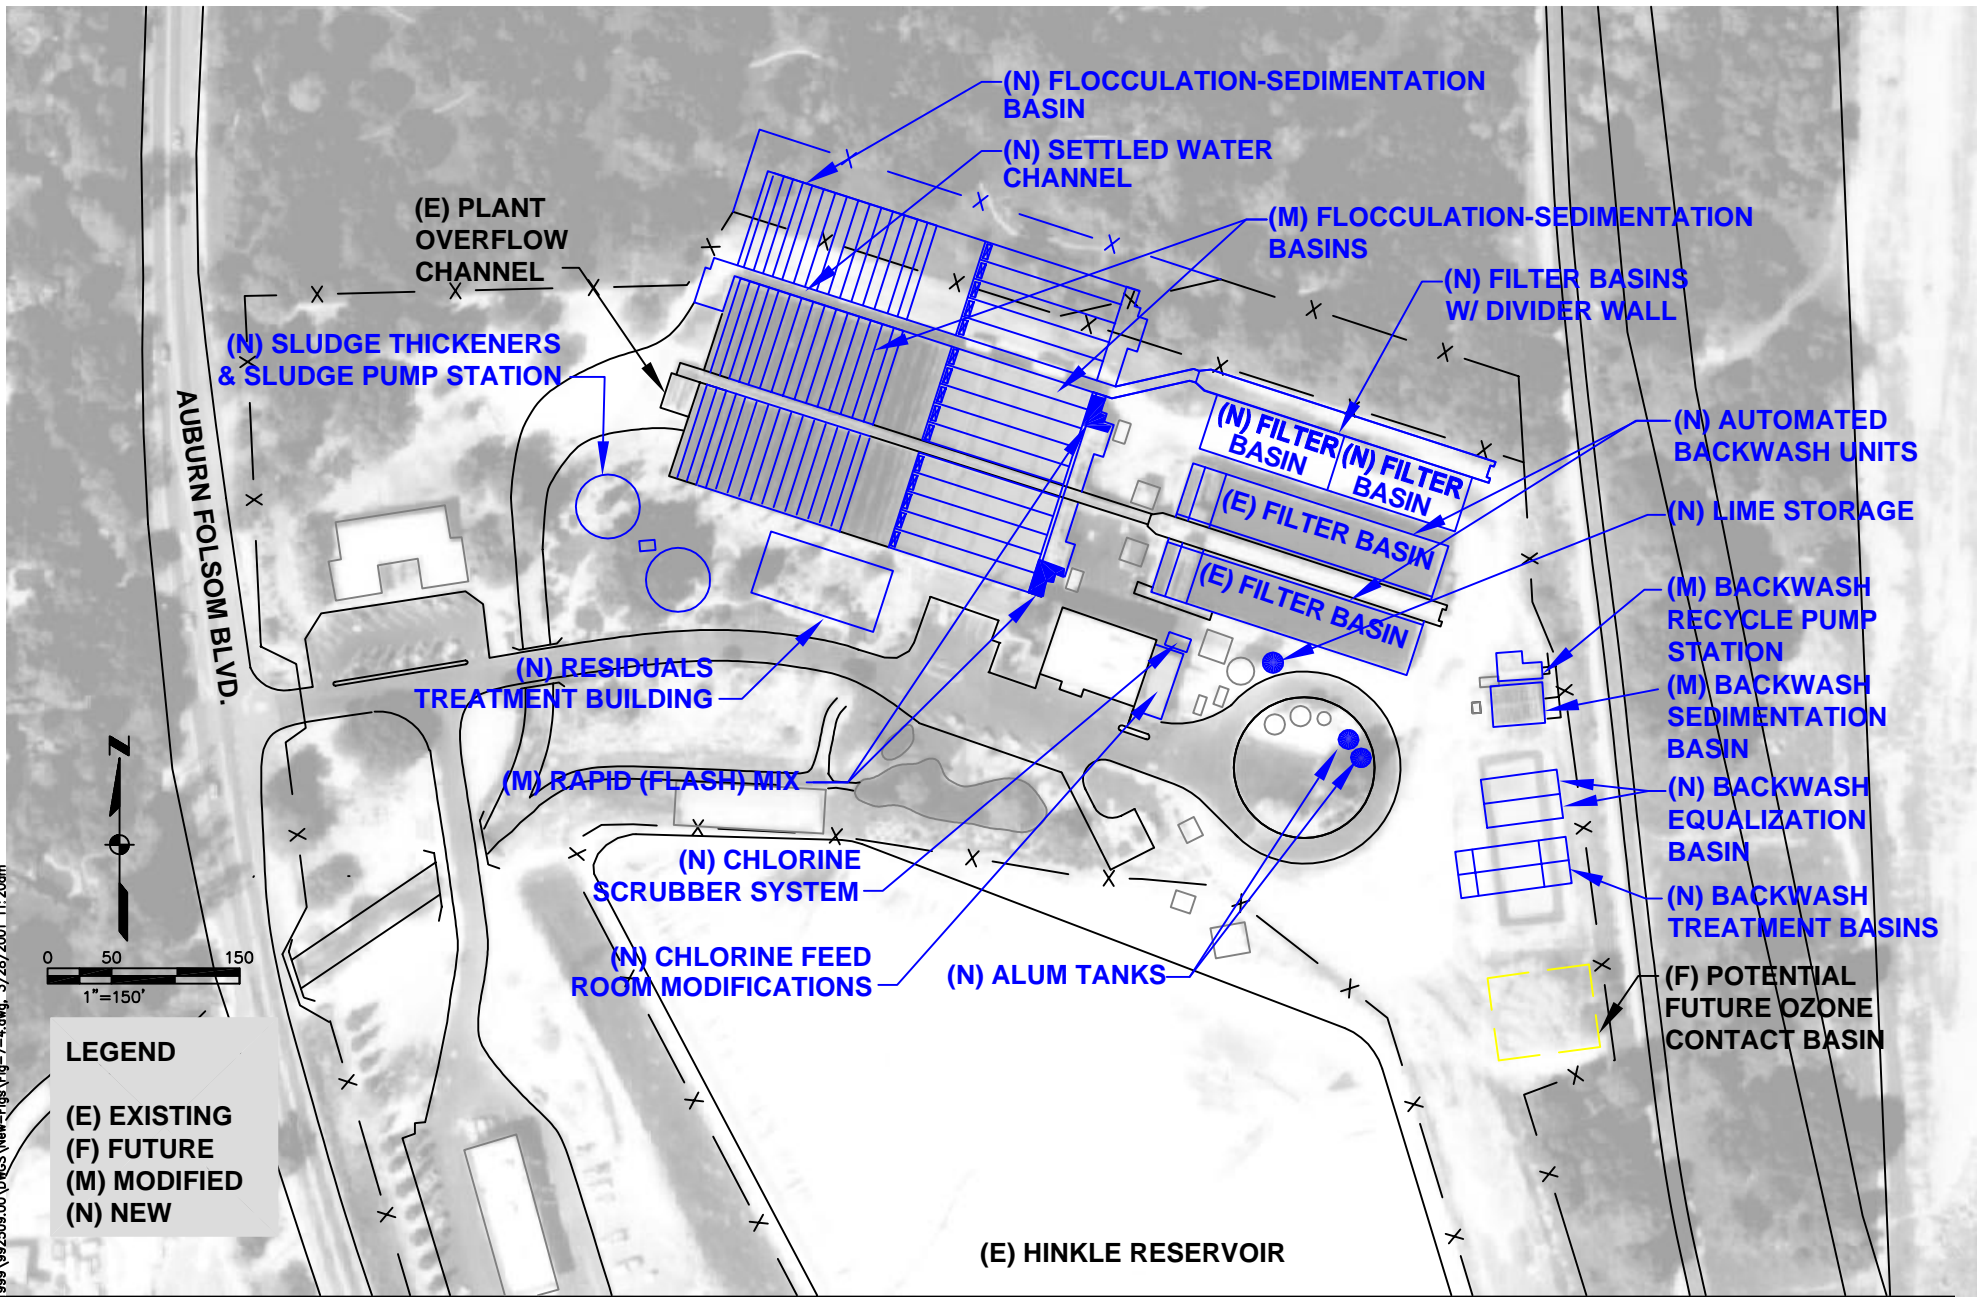 (N) FLOCCULATION-SEDIMENTATION
BASIN
(N) SETTLED WATER
CHANNEL
(E) PLANT
OVERFLOW
CHANNEL
(M) FLOCCULATION-SEDIMENTATION
BASINS
(N) FILTER BASINS
W/ DIVIDER WALL
(N) SLUDGE THICKENERS
& SLUDGE PUMP STATION
AUBURN FOLSOM BLVD.
(N) FILTER
BASIN
(N) FILTER
BASIN
(E) FILTER BASIN
(E) FILTER BASIN
(N) AUTOMATED
BACKWASH UNITS
(N) LIME STORAGE
(M) BACKWASH
RECYCLE PUMP
STATION
(M) BACKWASH
SEDIMENTATION
BASIN
(N) RESIDUALS
TREATMENT BUILDING
(M) RAPID (FLASH) MIX
(N) BACKWASH
EQUALIZATION
BASIN
(N) CHLORINE
SCRUBBER SYSTEM
(N) BACKWASH
TREATMENT BASINS
(N) CHLORINE FEED
ROOM MODIFICATIONS
(N) ALUM TANKS
(F) POTENTIAL
FUTURE OZONE
CONTACT BASIN
N
0 50 150
1"=150'
LEGEND
(E) EXISTING
(F) FUTURE
(M) MODIFIED
(N) NEW
(E) HINKLE RESERVOIR